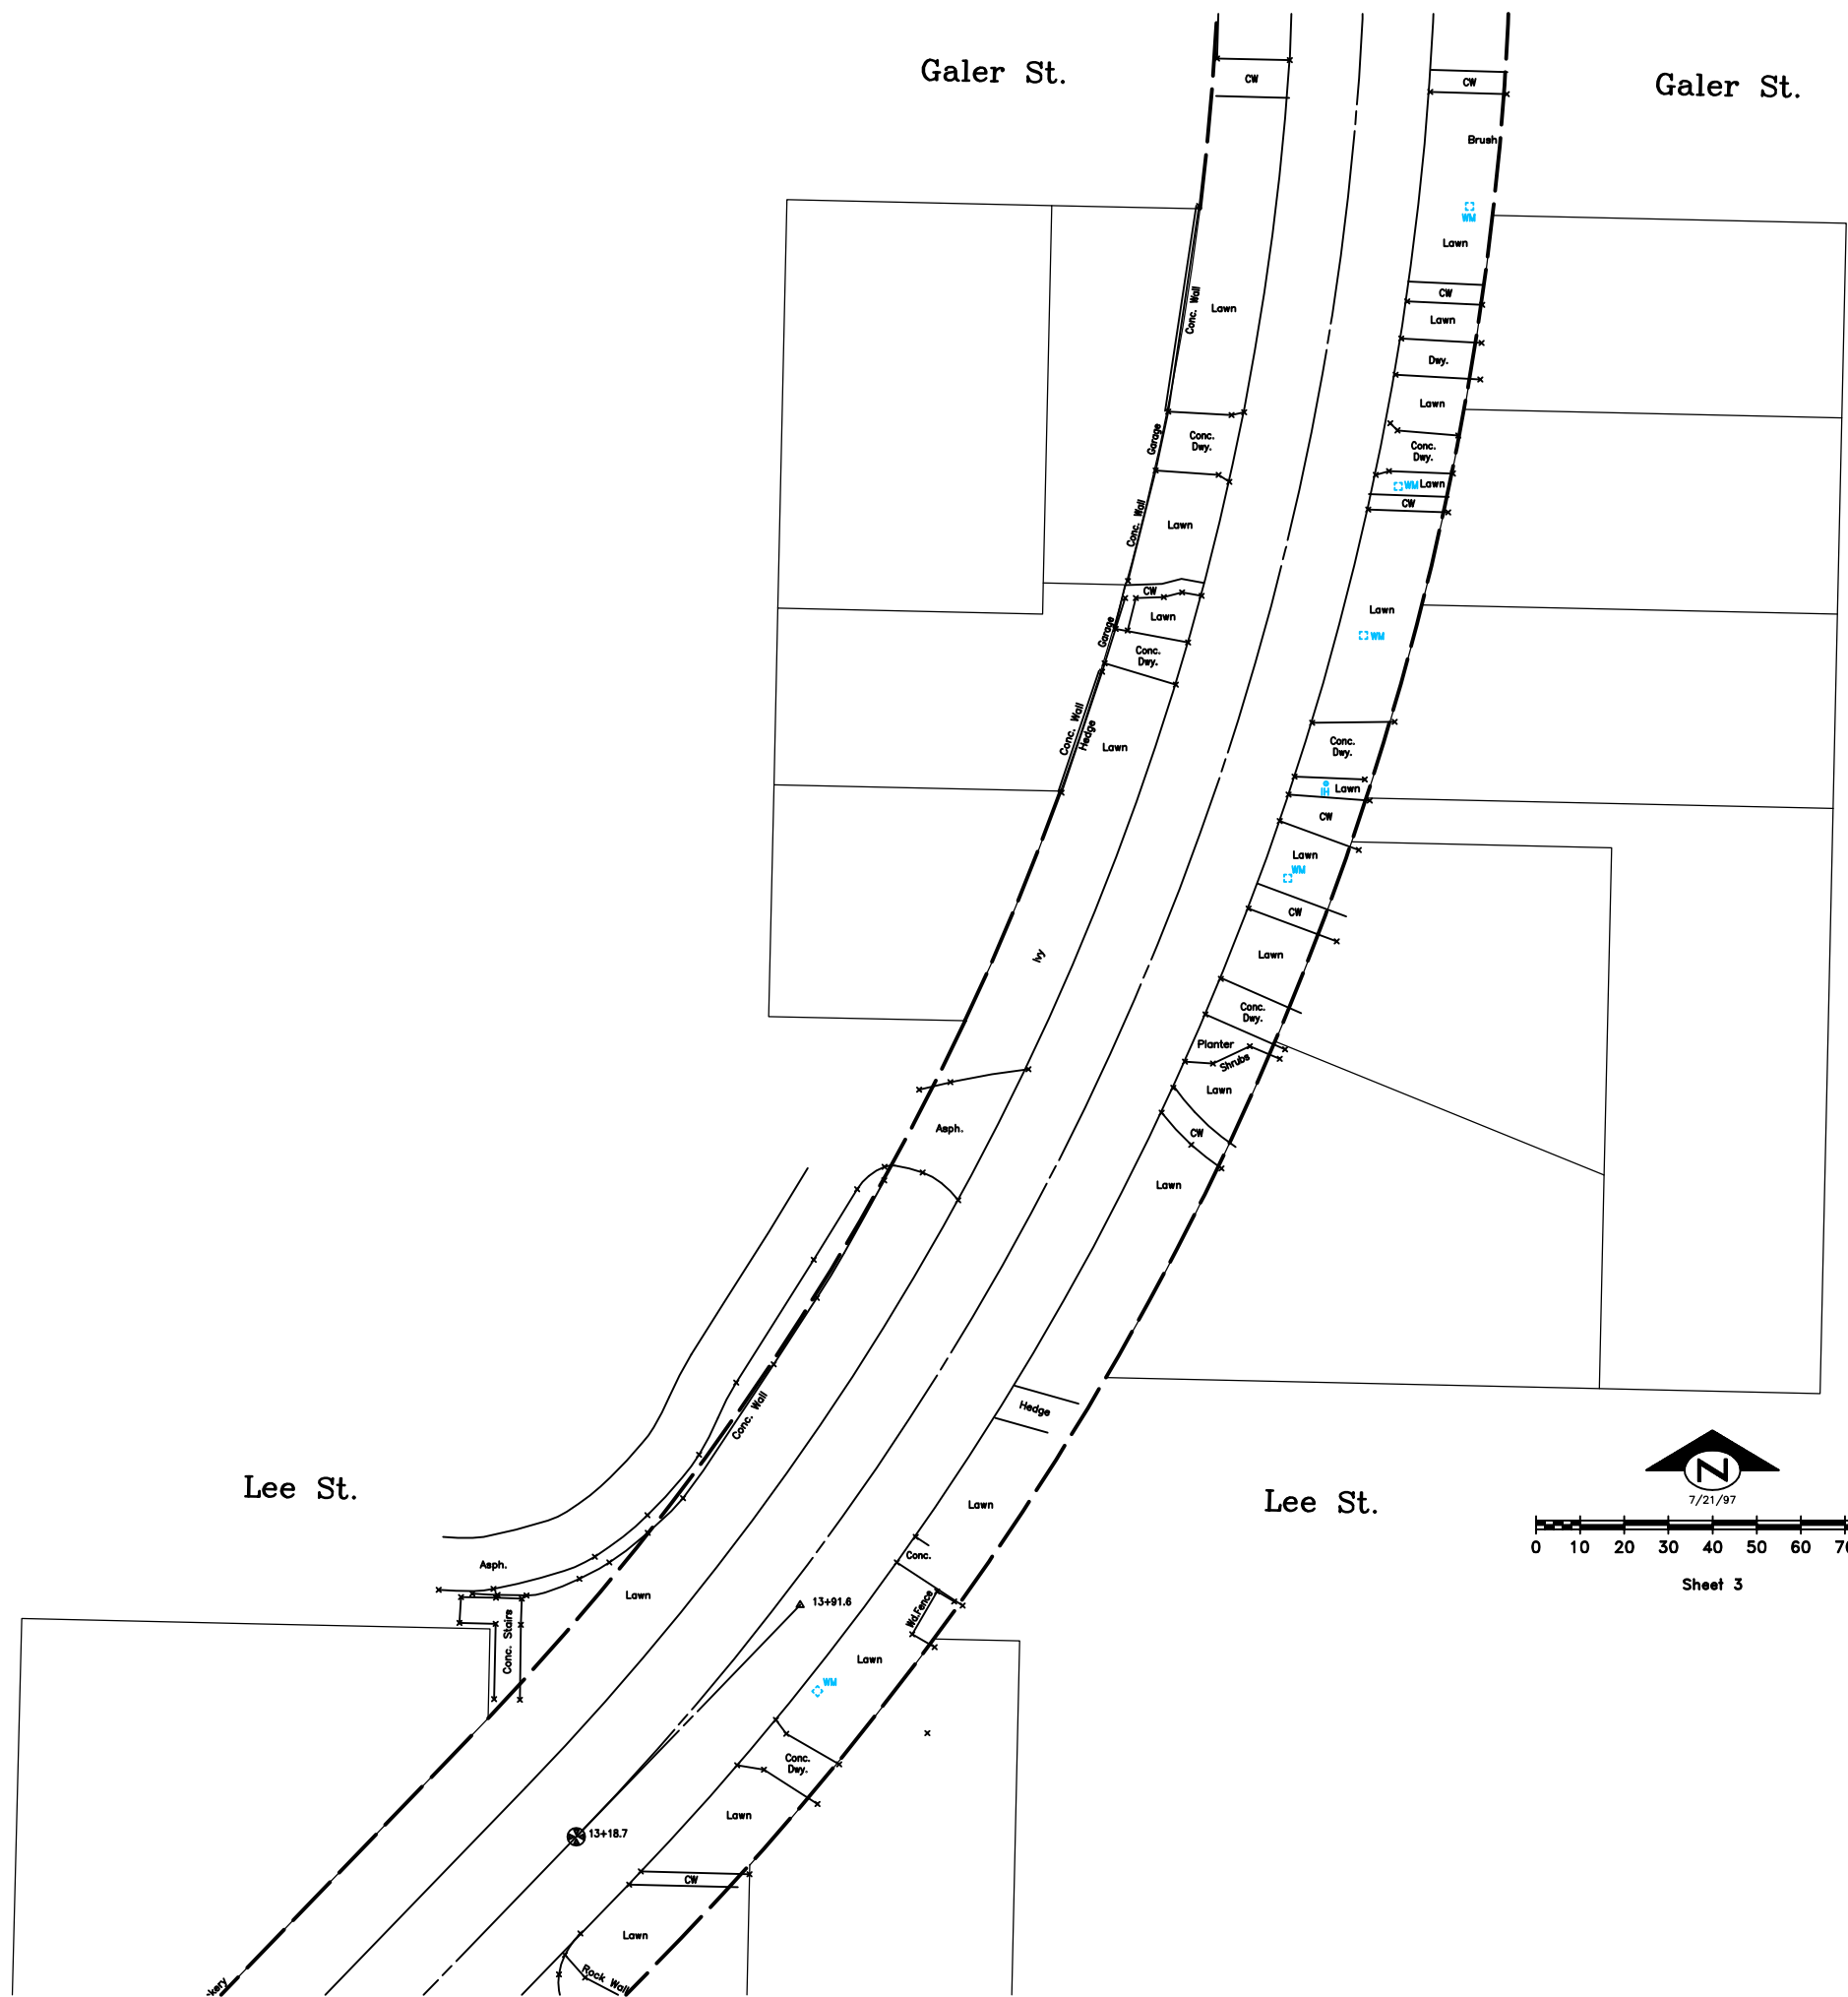 Galer St.
Galer St.
CW
CW
Brush
WM
Lawn
Conc. Wall
Lawn
CW
Lawn
Dwy.
Lawn
Garage
Conc.
Dwy.
Conc.
Dwy.
WM Lawn
CW
Conc. Wall
Lawn
CW
Lawn
Lawn
WM
Garage
Conc.
Dwy.
Conc. Wall
Hedge
Lawn
Conc.
Dwy.
IH Lawn
CW
Lawn
WM
CW
Ivy
Lawn
Conc.
Dwy.
Planter
Shrubs
Lawn
Asph.
CW
Lawn
Conc. Wall
Hedge
Lee St.
Lee St.
Lawn
N
7/21/97
0 10 20 30 40 50 60
Sheet 3
Conc.
Asph.
Lawn
13+91.6
Wd.Fence
Conc. Stairs
Lawn
WM
Conc.
Dwy.
Lawn
13+18.7
CW
Lawn
Rock Wall